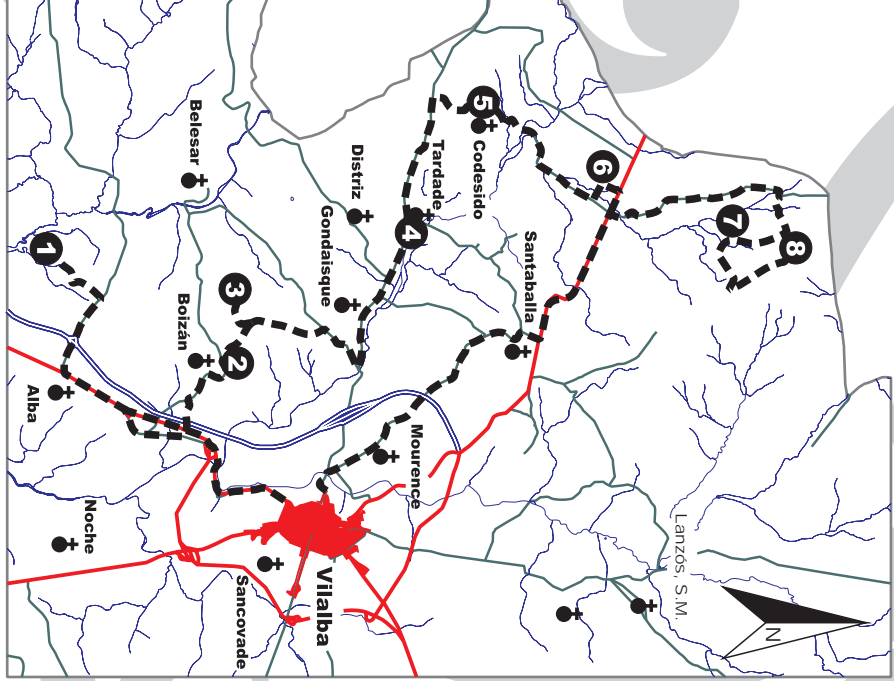 8
N
7
Lanzós, S.M.
6
Santaballa
5
Codesido
Tardade
Mourence
4
Distriz
Gondaisque
Vilalba
Sancovade
3
2
Belesar
Boizán
Noche
1
Alba